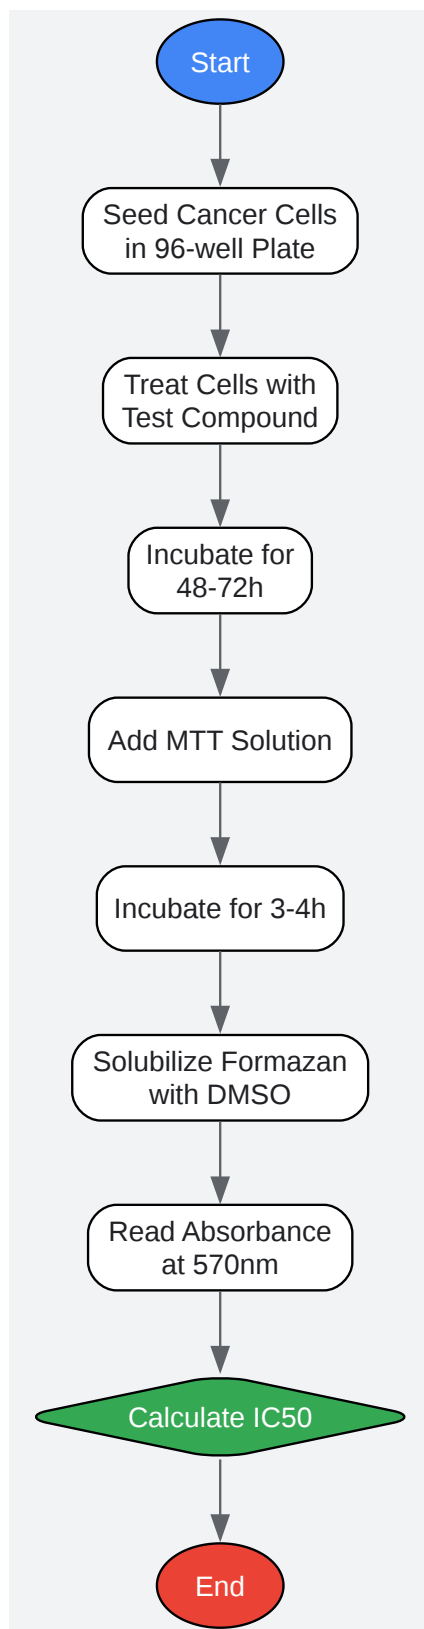 Start
Seed Cancer Cells
in 96-well Plate
Treat Cells with
Test Compound
Incubate for
48-72h
Add MTT Solution
Incubate for 3-4h
Solubilize Formazan
with DMSO
Read Absorbance
at 570nm
Calculate IC50
End